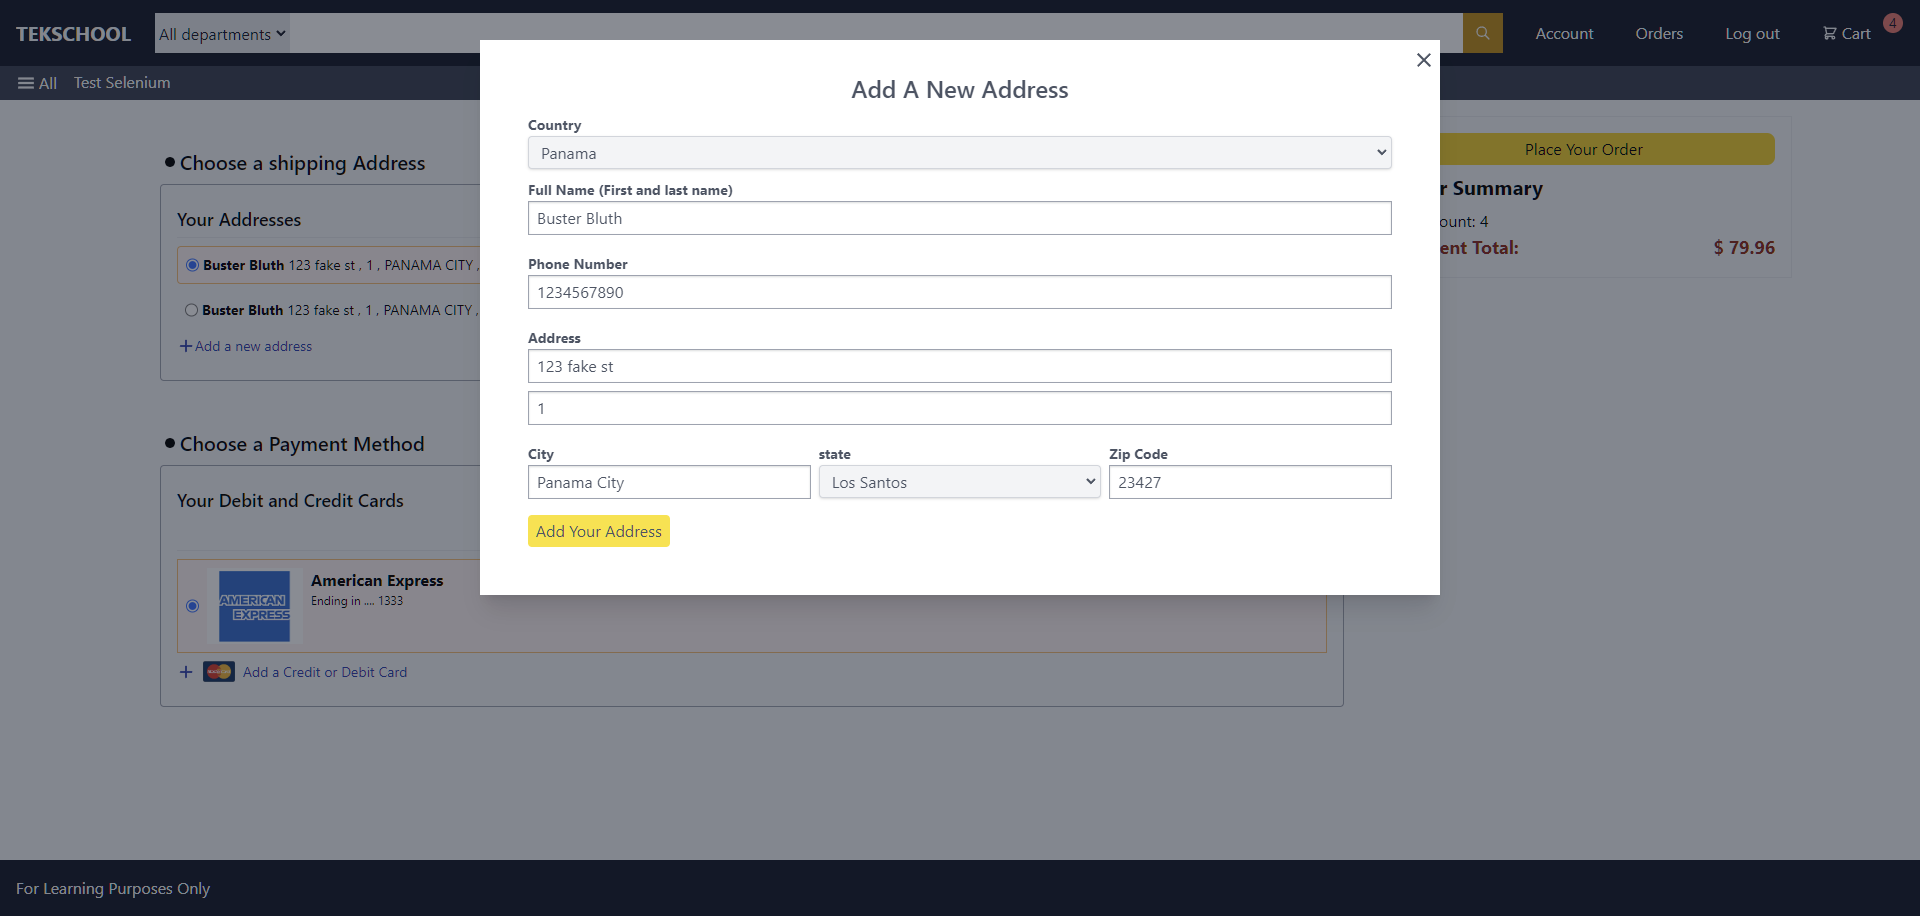 TEKSCHOOL
All departments
Account
Orders
Log out
Cart
4
All
Test Selenium
Add A New Address
Country
Panama
Full Name (First and last name)
Buster Bluth
Phone Number
1234567890
Address
123 fake st
1
City
state
Zip Code
Panama City
Los Santos
23427
Add Your Address
Choose a shipping Address
Your Addresses
Buster Bluth 123 fake st , 1 , PANAMA CITY ,
Buster Bluth 123 fake st , 1 , PANAMA CITY ,
Add a new address
Choose a Payment Method
Your Debit and Credit Cards
AMERICAN
EXPRESS
American Express
Ending in .... 1333
Add a Credit or Debit Card
Place Your Order
r Summary
ount: 4
ent Total:
$ 79.96
For Learning Purposes Only